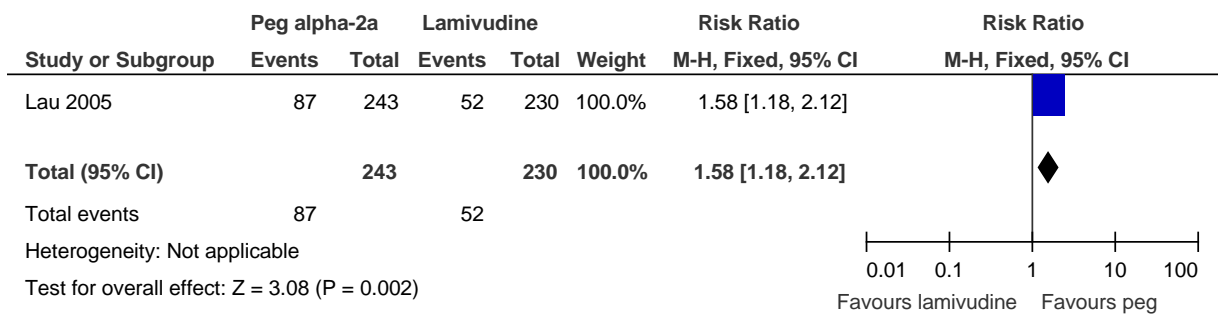 Peg alpha-2a Lamivudine Risk Ratio Risk Ratio
Study or Subgroup Events Total Events Total Weight M-H, Fixed, 95% CI M-H, Fixed, 95% CI
Lau 2005 87 243 52 230 100.0% 1.58 [1.18, 2.12]
Total (95% CI) 243 230 100.0% 1.58 [1.18, 2.12]
Total events 87 52
Heterogeneity: Not applicable
Test for overall effect: Z = 3.08 (P = 0.002)
0.01 0.1 1 10 100
Favours lamivudine Favours peg